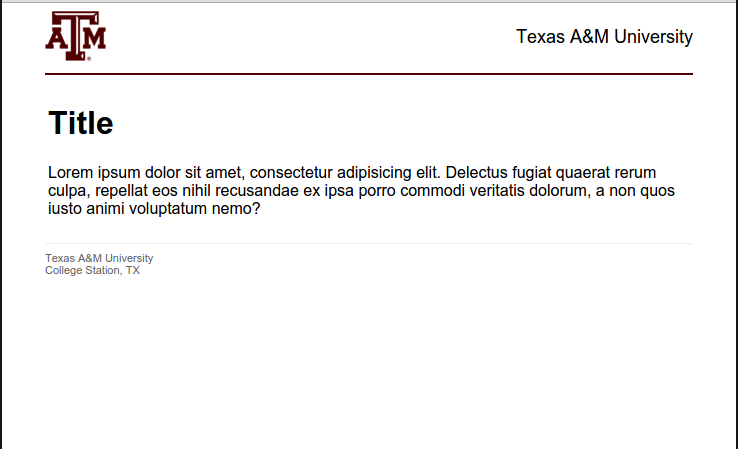 ATM
Texas A&M University
Title
Lorem ipsum dolor sit amet, consectetur adipisicing elit. Delectus fugiat quaerat rerum
culpa, repellat eos nihil recusandae ex ipsa porro commodi veritatis dolorum, a non quos
iusto animi voluptatum nemo?
Texas A&M University
College Station, TX